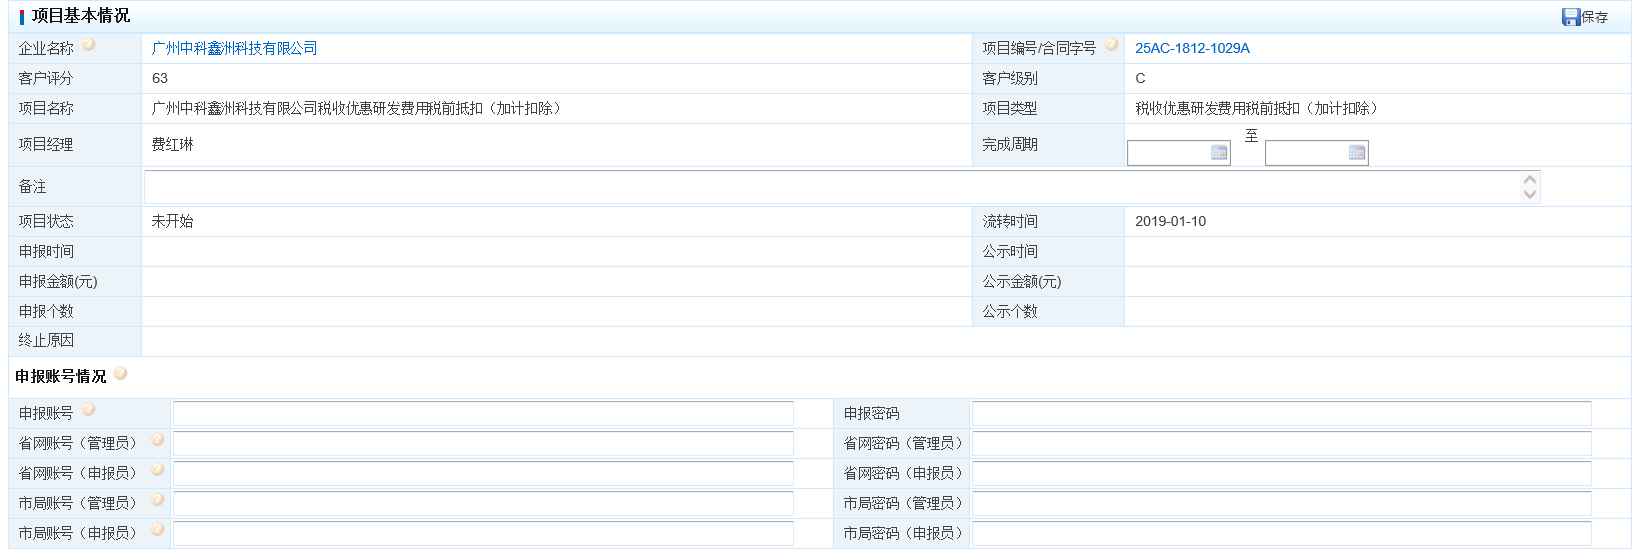 项目基本情况 保存
企业名称 广州中科鑫洲科技有限公司 项目编号/合同字号 25AC-1812-1029A
客户评分 63 客户级别 C
项目名称 广州中科鑫洲科技有限公司税收优惠研发费用税前抵扣（加计扣除） 项目类型 税收优惠研发费用税前抵扣（加计扣除）
项目经理 费红琳 完成周期 至
备注
项目状态 未开始 流转时间 2019-01-10
申报时间 公示时间
申报金额(元) 公示金额(元)
申报个数 公示个数
终止原因
申报账号情况
申报账号 申报密码
省网账号（管理员） 省网密码（管理员）
省网账号（申报员） 省网密码（申报员）
市局账号（管理员） 市局密码（管理员）
市局账号（申报员） 市局密码（申报员）